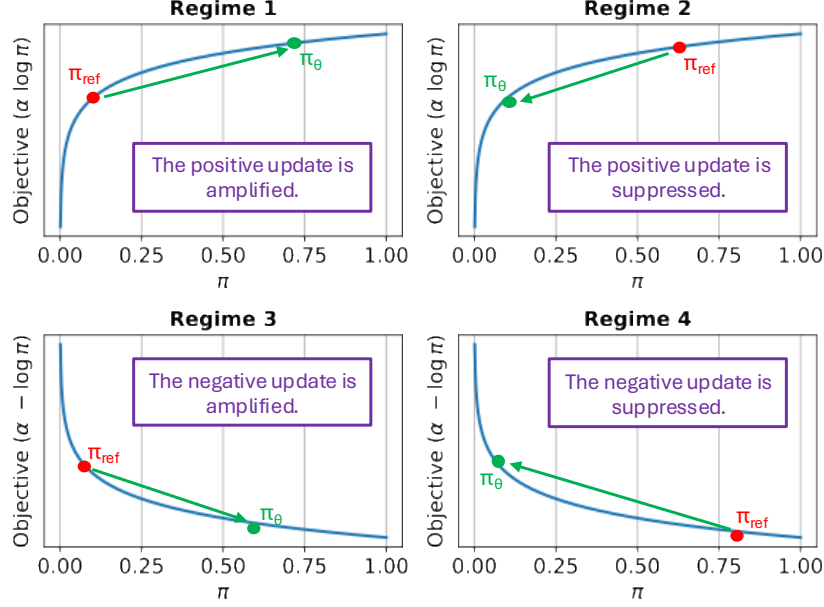 Regime 1
Objective (α log π)
π_ref
π_θ
The positive update is
amplified.
0.00 0.25 0.50 0.75 1.00
π
Regime 2
Objective (α log π)
π_ref
π_θ
The positive update is
suppressed.
0.00 0.25 0.50 0.75 1.00
π
Regime 3
Objective (α − log π)
π_ref
π_θ
The negative update is
amplified.
0.00 0.25 0.50 0.75 1.00
π
Regime 4
Objective (α − log π)
The negative update is
suppressed.
π_θ
π_ref
0.00 0.25 0.50 0.75 1.00
π